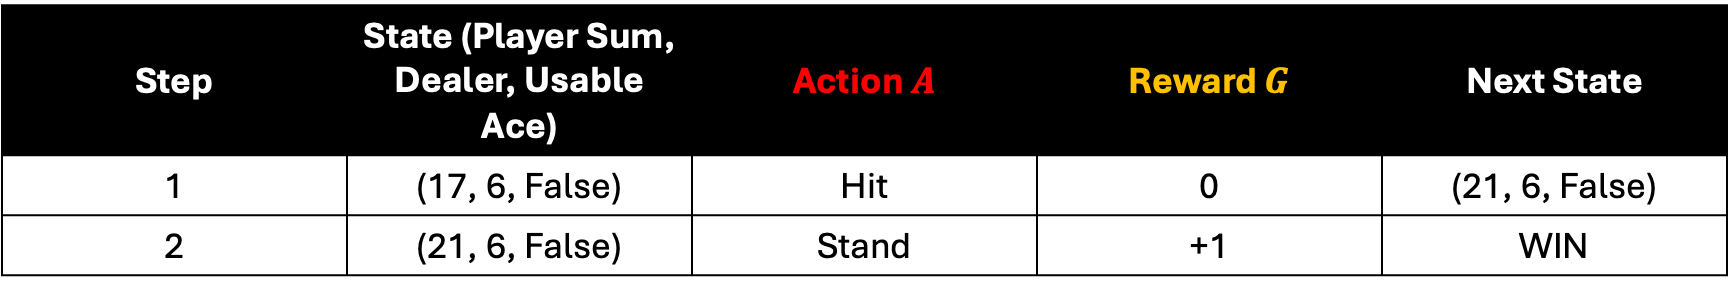 Step
State (Player Sum,
Dealer, Usable
Ace)
Action A
Reward G
Next State
1
(17, 6, False)
Hit
0
(21, 6, False)
2
(21, 6, False)
Stand
+1
WIN